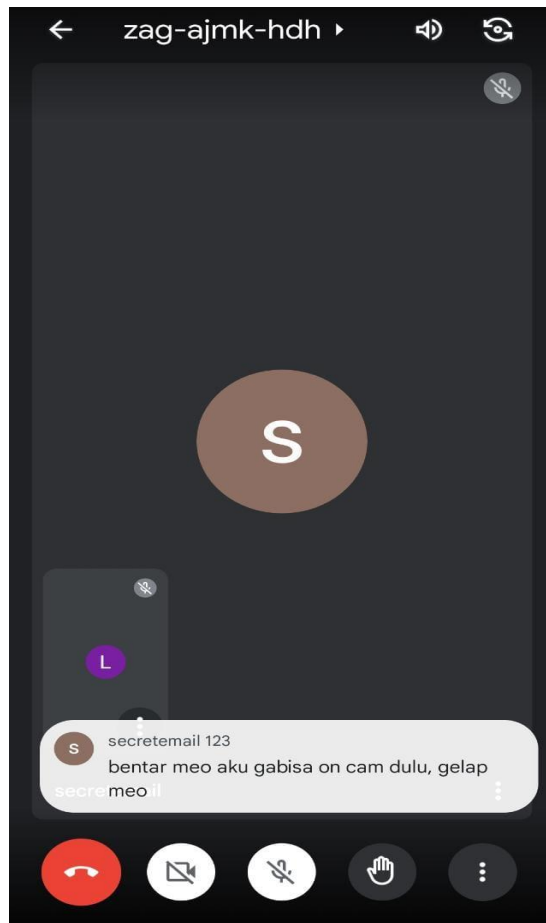 zag-ajmk-hdh
S
L
S
secretemail 123
bentar meo aku gabisa on cam dulu, gelap
meo